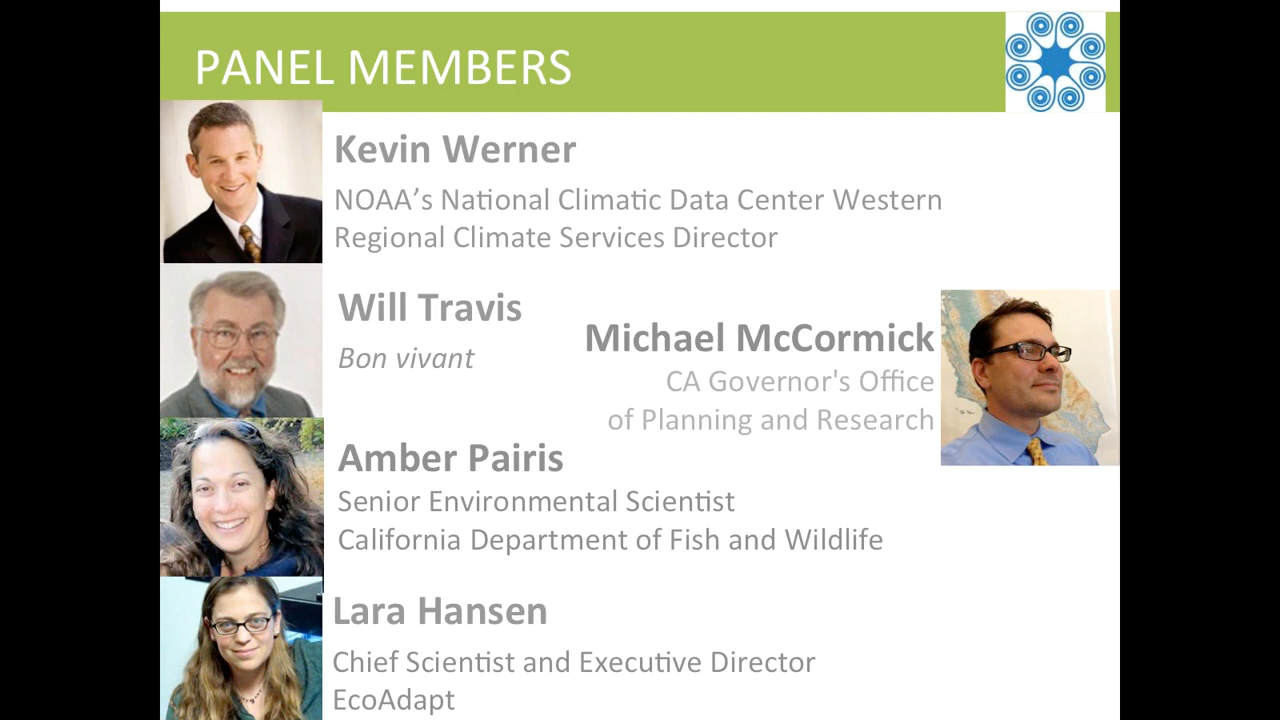 PANEL MEMBERS
Kevin Werner
NOAA’s National Climatic Data Center Western
Regional Climate Services Director
Will Travis
Bon vivant
Michael McCormick
CA Governor's Office
of Planning and Research
Amber Pairis
Senior Environmental Scientist
California Department of Fish and Wildlife
Lara Hansen
Chief Scientist and Executive Director
EcoAdapt